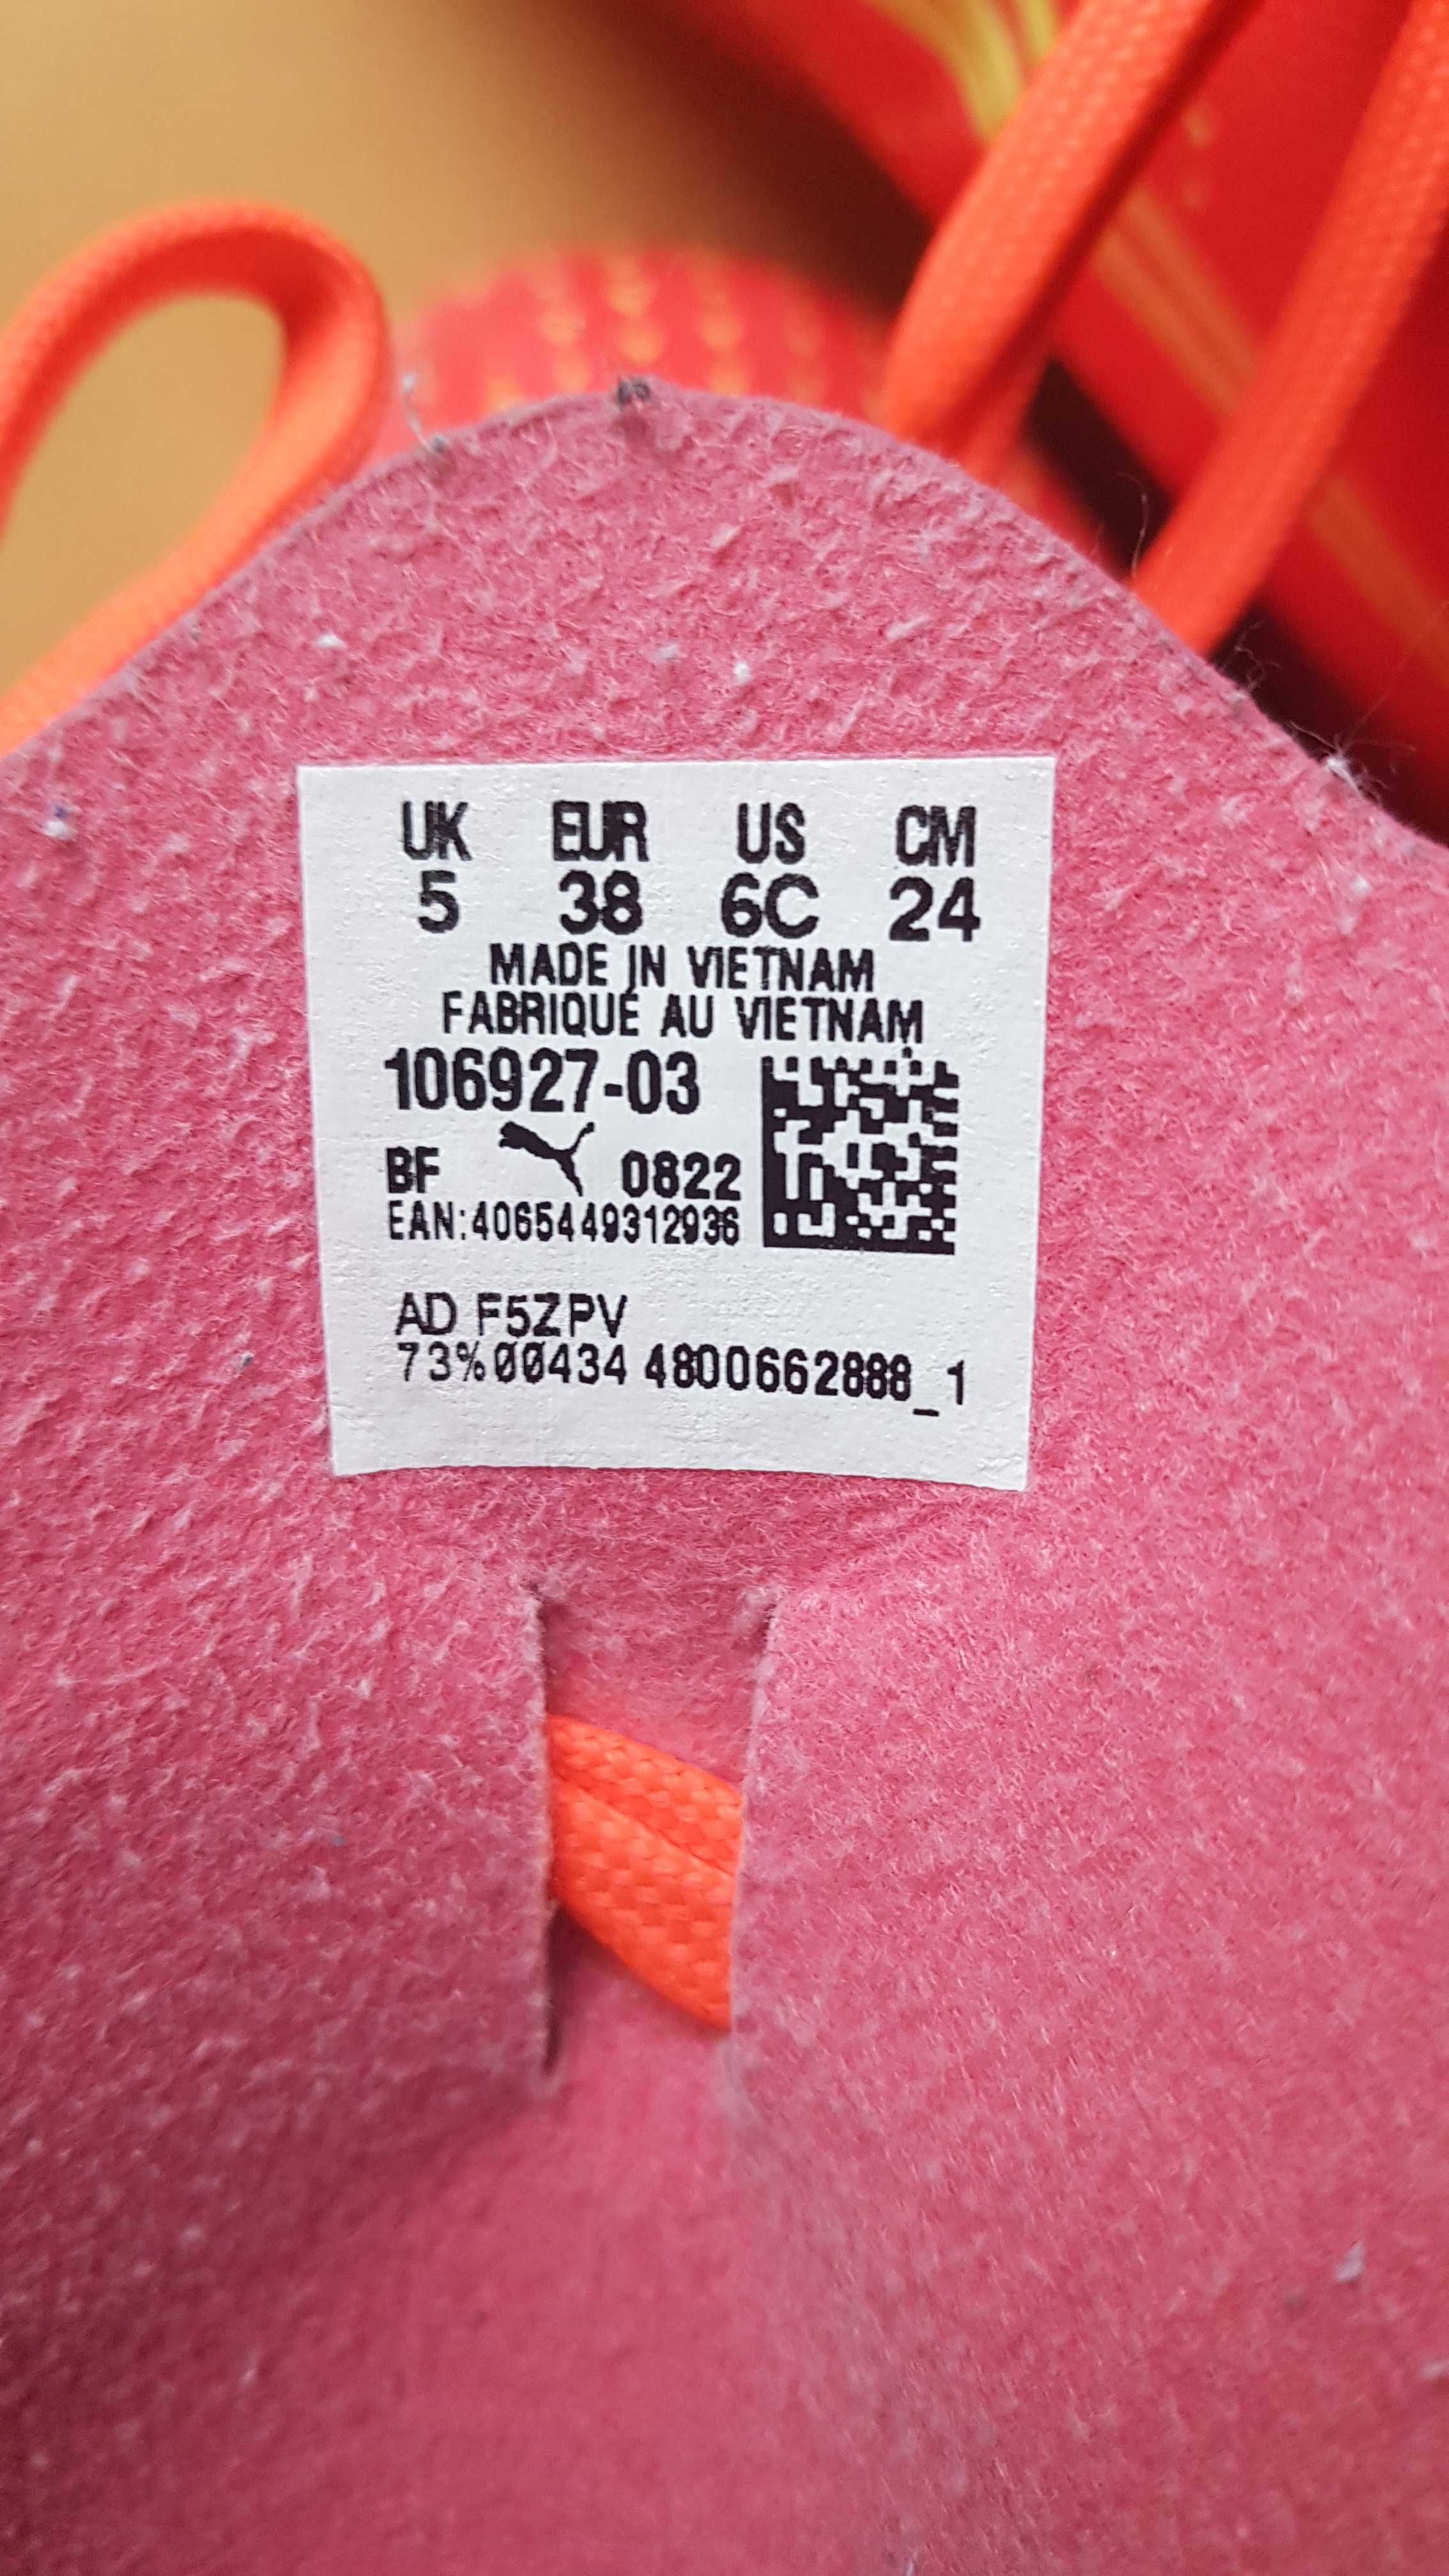 UK EUR US CM
5 38 6C 24
MADE IN VIETNAM
FABRIQUÉ AU VIETNAM
106927-03
BF 0822
EAN:4065449312936
AD F5ZPV
73%00434 4800662888_1